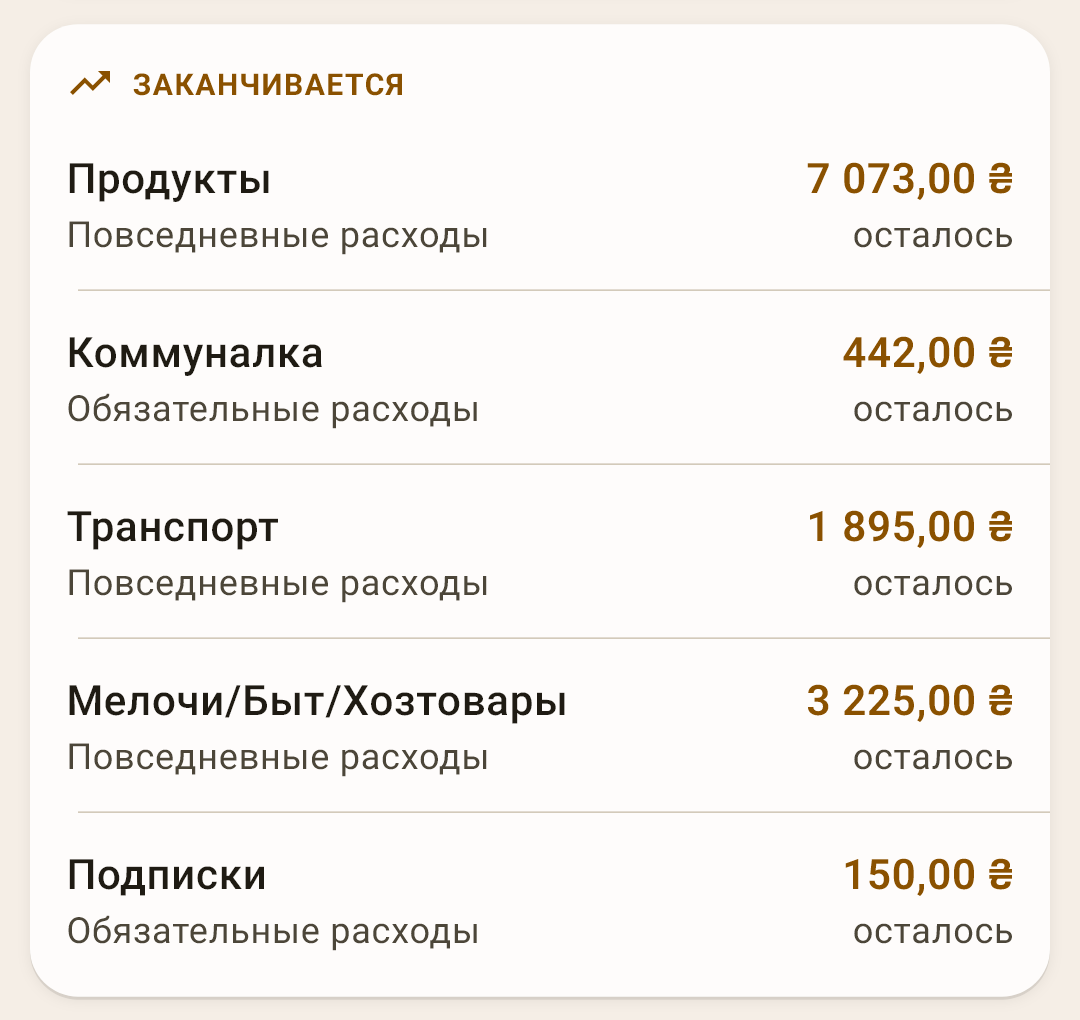 ЗАКАНЧИВАЕТСЯ
Продукты 7 073,00 ₴
Повседневные расходы осталось
Коммуналка 442,00 ₴
Обязательные расходы осталось
Транспорт 1 895,00 ₴
Повседневные расходы осталось
Мелочи/Быт/Хозтовары 3 225,00 ₴
Повседневные расходы осталось
Подписки 150,00 ₴
Обязательные расходы осталось